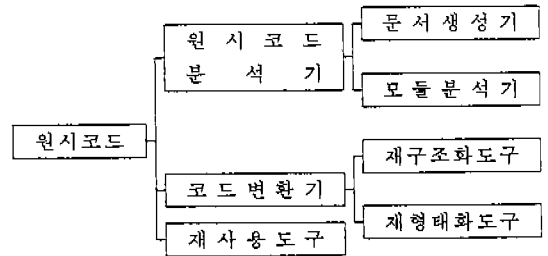 원시코드
원 시 코 드
분 석 기
문 서 생 성 기
모 듈 분 석 기
코 드 변 환 기
재구조화도구
재형태화도구
재 사 용 도 구